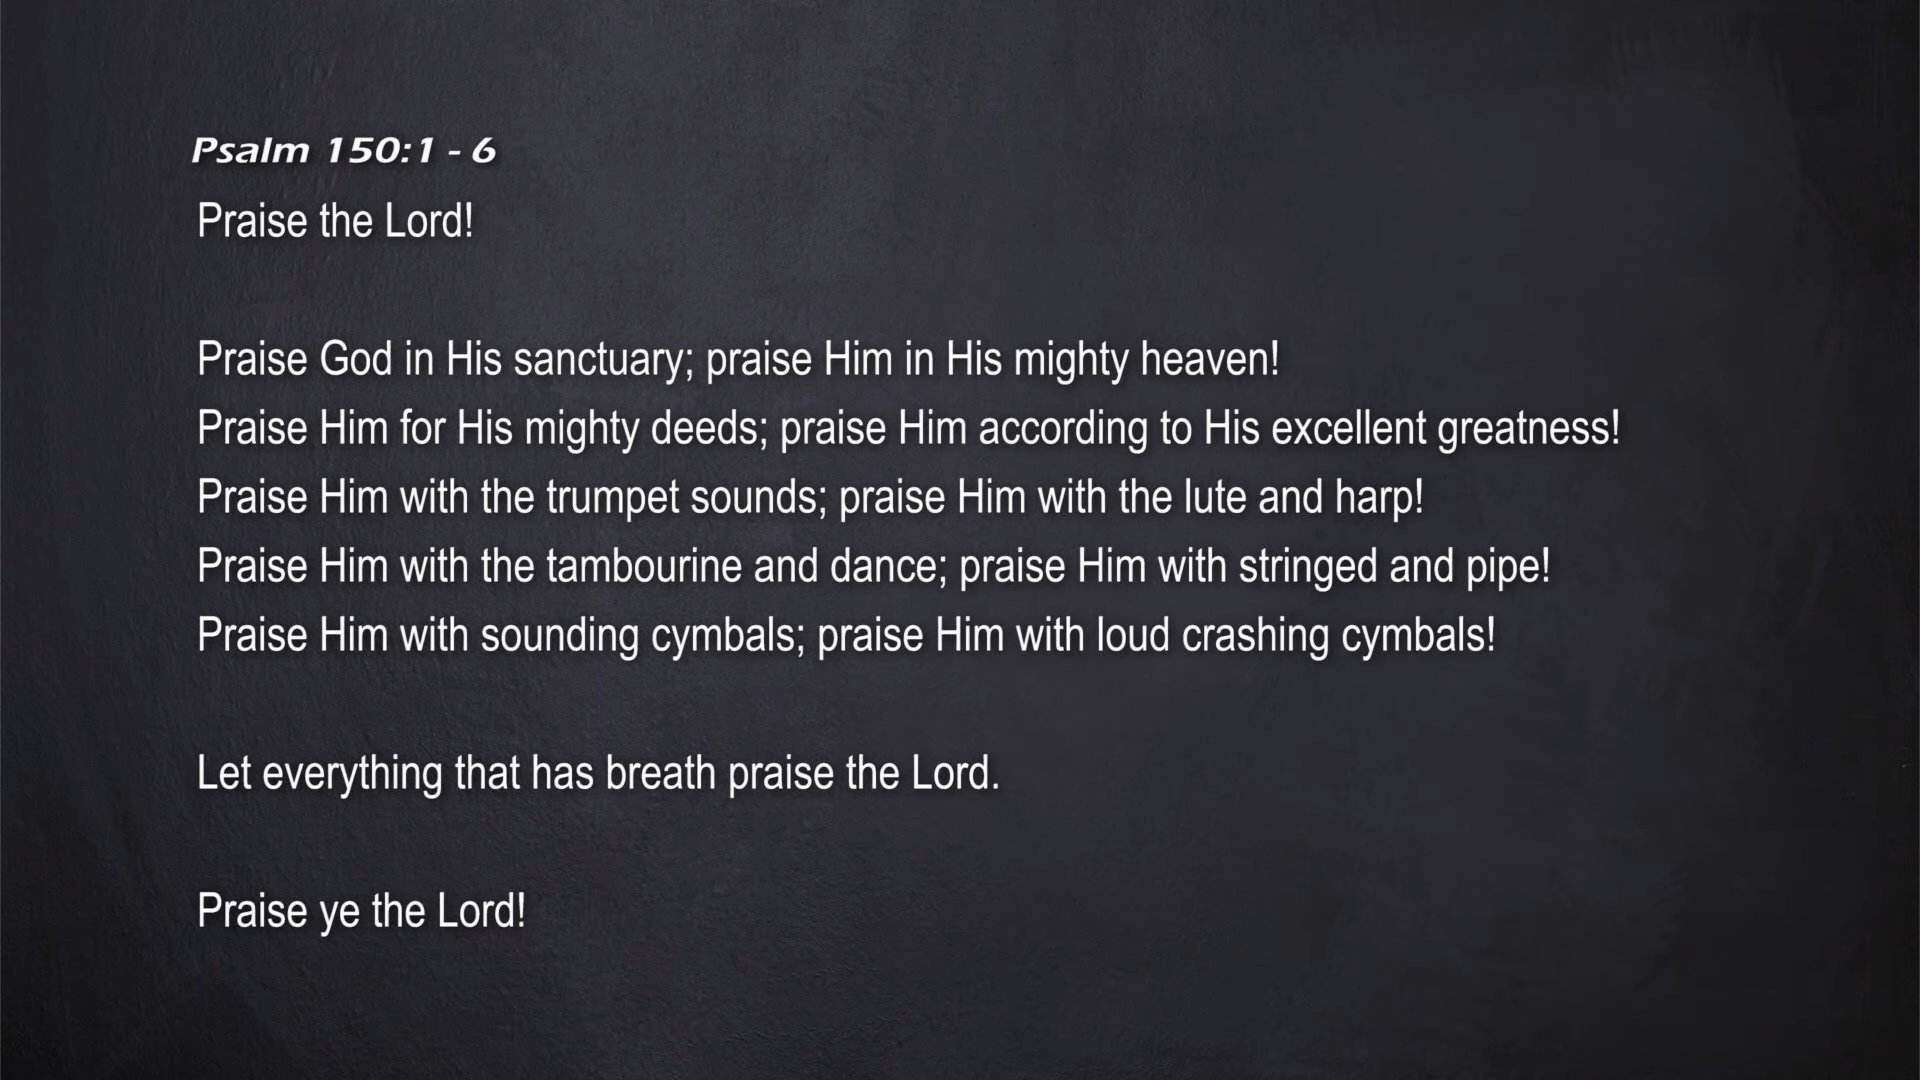 Psalm 150:1 - 6
Praise the Lord!
Praise God in His sanctuary; praise Him in His mighty heaven!
Praise Him for His mighty deeds; praise Him according to His excellent greatness!
Praise Him with the trumpet sounds; praise Him with the lute and harp!
Praise Him with the tambourine and dance; praise Him with stringed and pipe!
Praise Him with sounding cymbals; praise Him with loud crashing cymbals!
Let everything that has breath praise the Lord.
Praise ye the Lord!